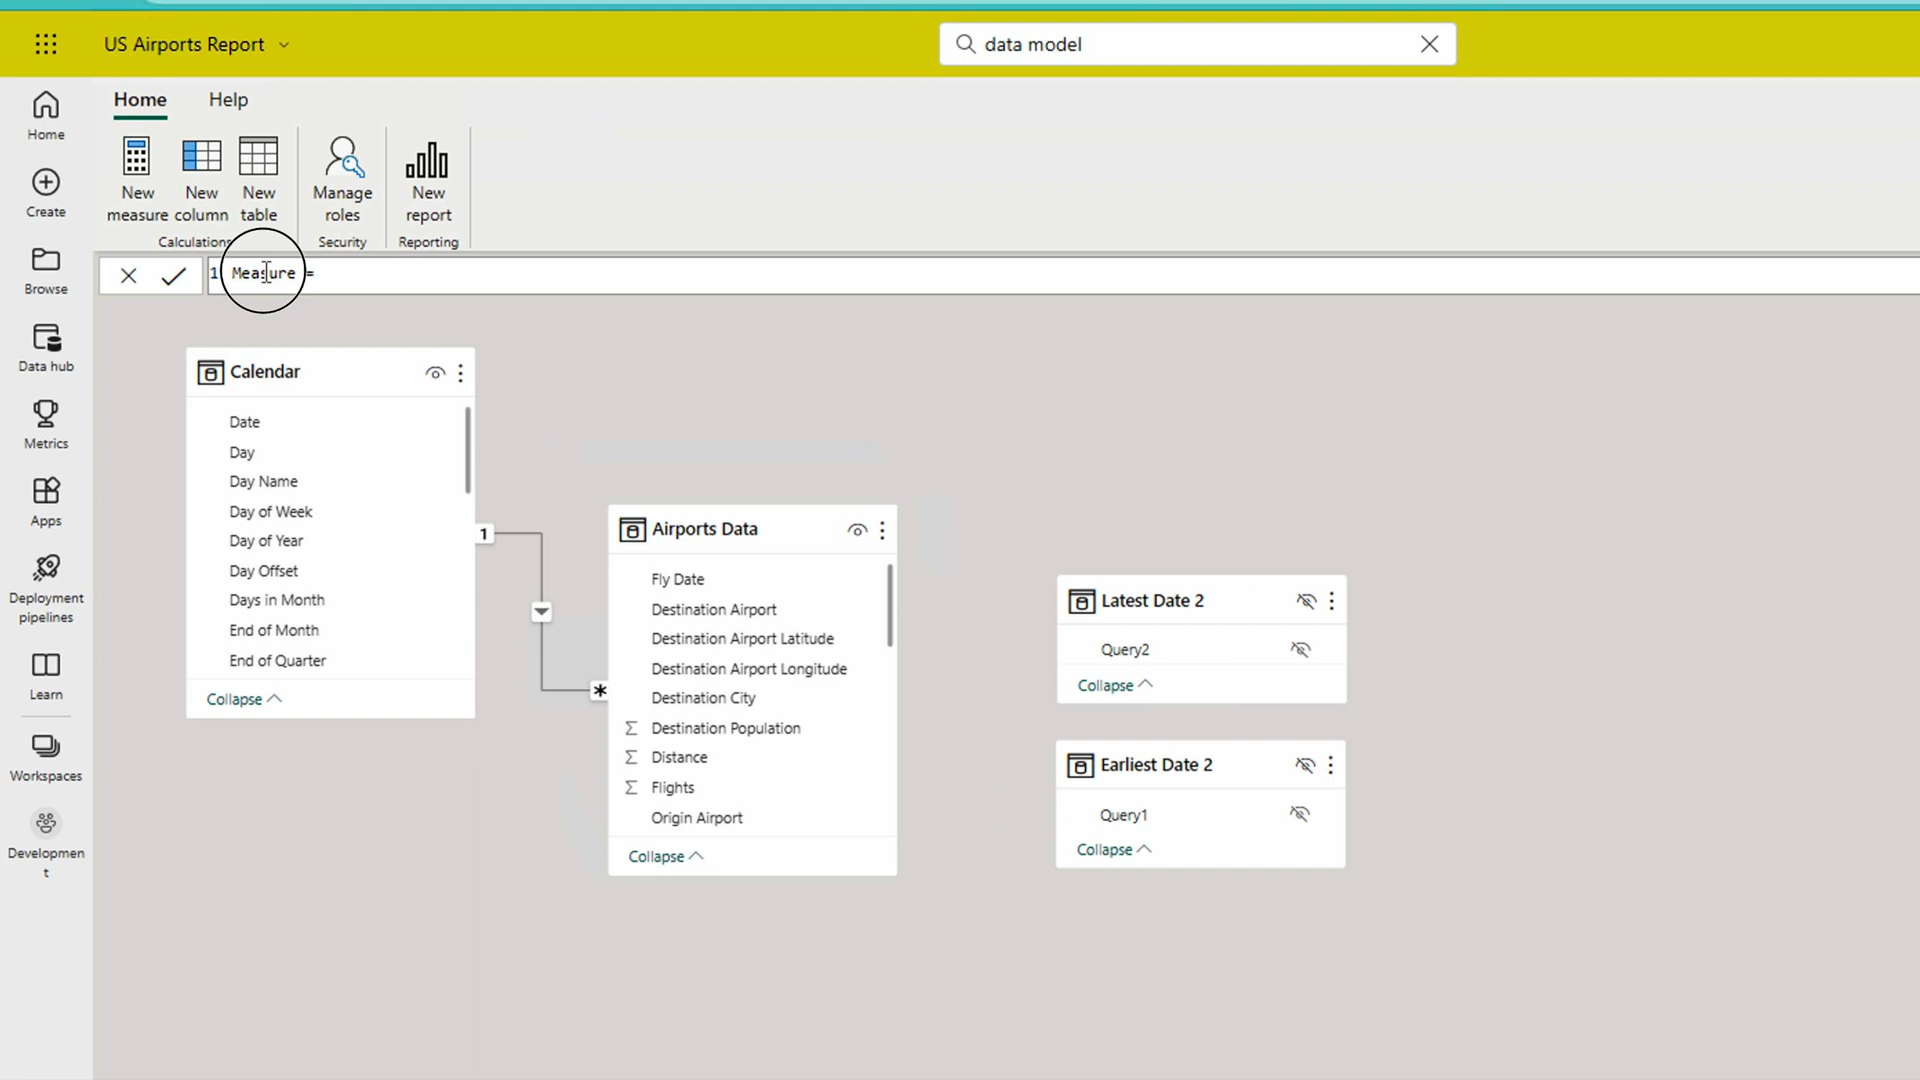 US Airports Report
data model
Home
Help
New measure
New column
New table
Manage roles
New report
Calculations
Security
Reporting
1 Measure =
Home
Create
Browse
Data hub
Metrics
Apps
Deployment pipelines
Learn
Workspaces
Developmen
t
Calendar
Date
Day
Day Name
Day of Week
Day of Year
Day Offset
Days in Month
End of Month
End of Quarter
Collapse
1
*
Airports Data
Fly Date
Destination Airport
Destination Airport Latitude
Destination Airport Longitude
Destination City
Σ Destination Population
Σ Distance
Σ Flights
Origin Airport
Collapse
Latest Date 2
Query2
Collapse
Earliest Date 2
Query1
Collapse